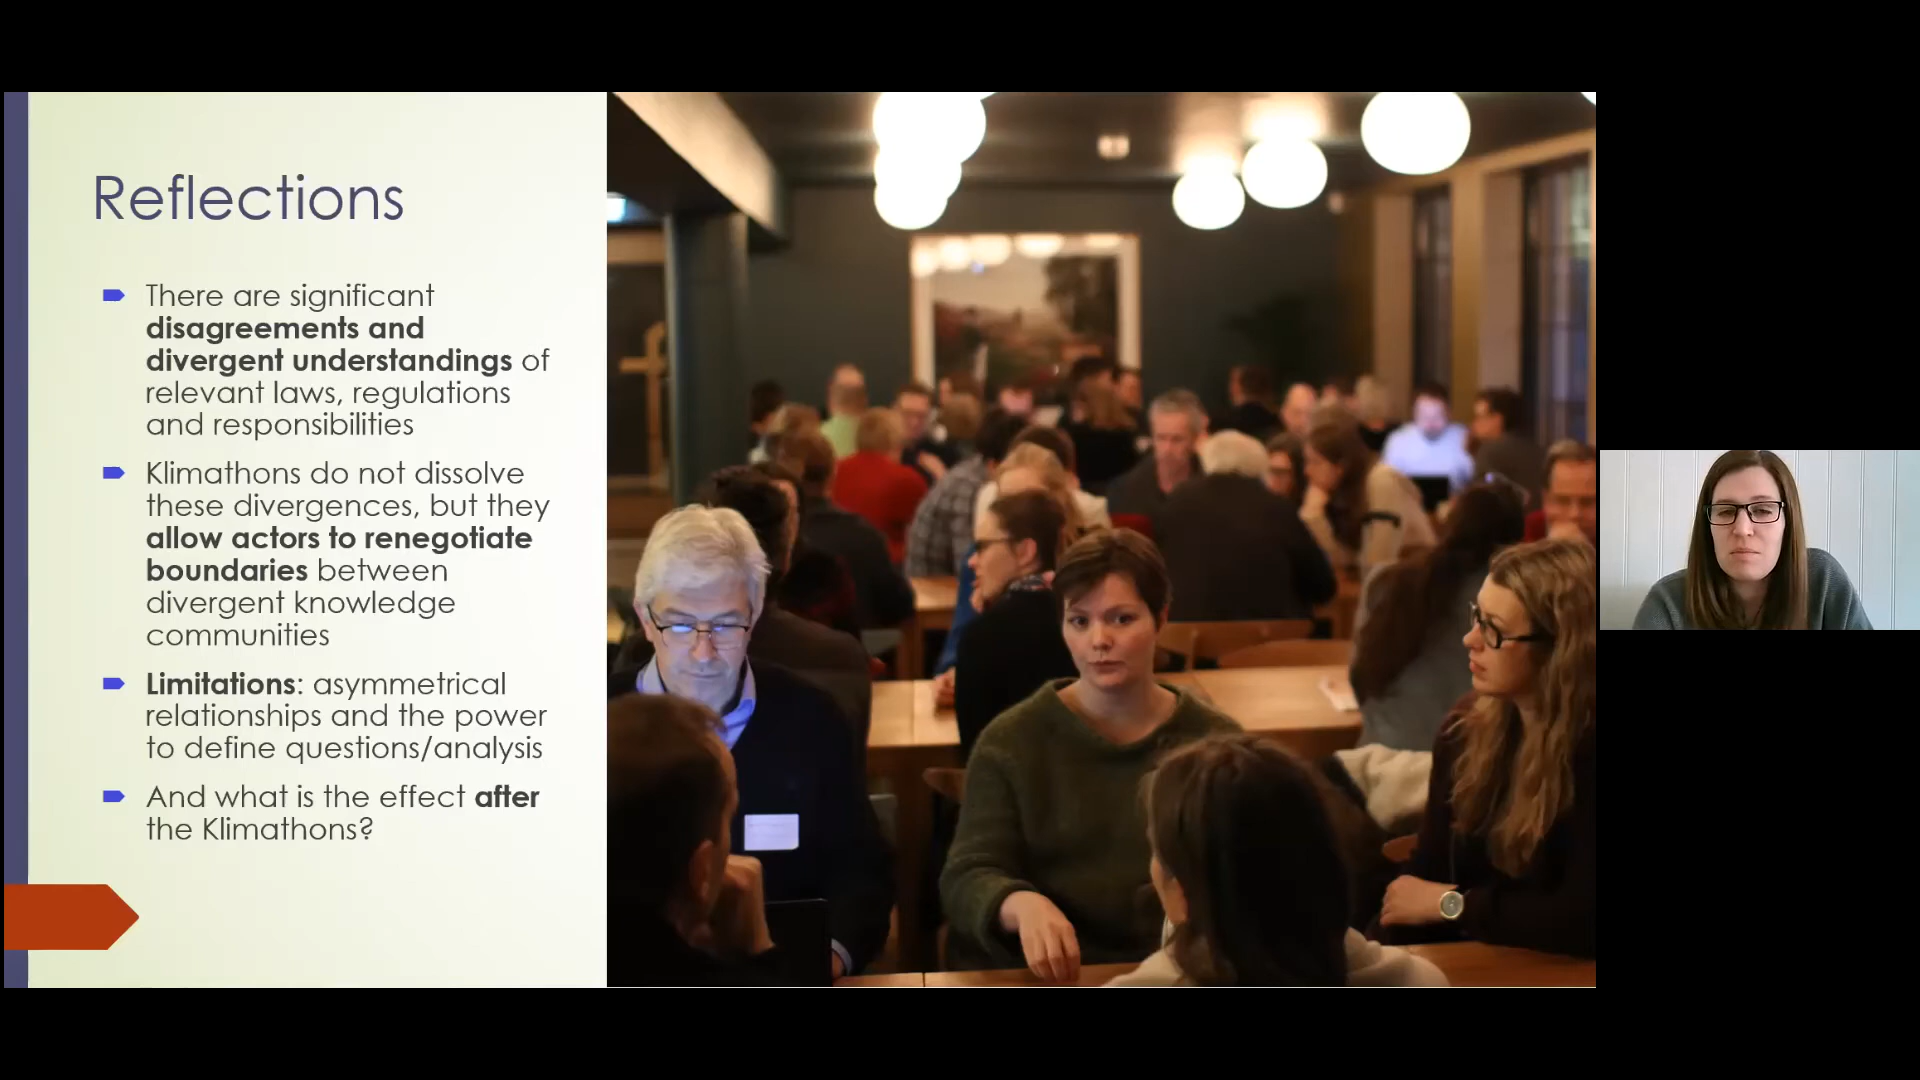 Reflections
There are significant
disagreements and
divergent understandings of
relevant laws, regulations
and responsibilities
Klimathons do not dissolve
these divergences, but they
allow actors to renegotiate
boundaries between
divergent knowledge
communities
Limitations: asymmetrical
relationships and the power
to define questions/analysis
And what is the effect after
the Klimathons?